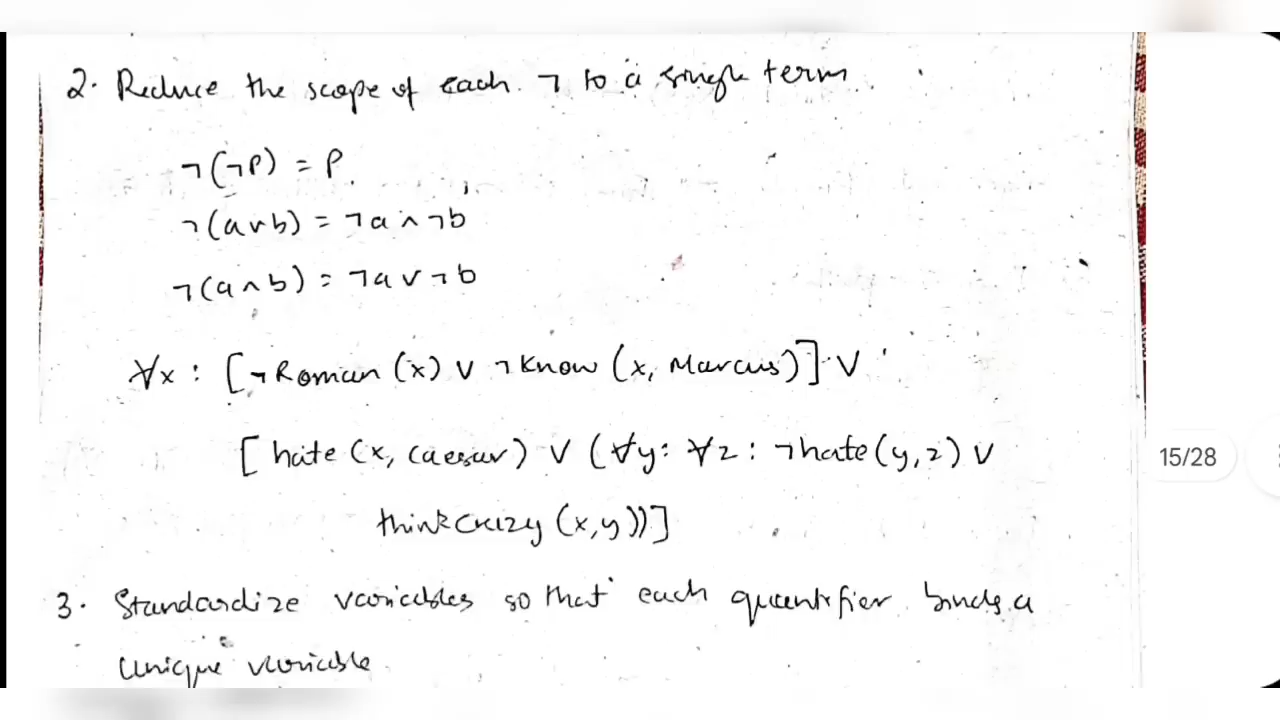 2. Reduce the scope of each ¬ to a single term.
¬(¬P) = P.
¬(a∨b) = ¬a ∧ ¬b
¬(a∧b) = ¬a ∨ ¬b
∀x : [¬Roman (x) ∨ ¬Know (x, Marcus)] ∨
[hate (x, caesar) ∨ (∀y: ∀z : ¬hate(y,z) ∨
thinkcrazy (x,y))]
15/28
3. Standardize variables so that each quantifier binds a
unique variable